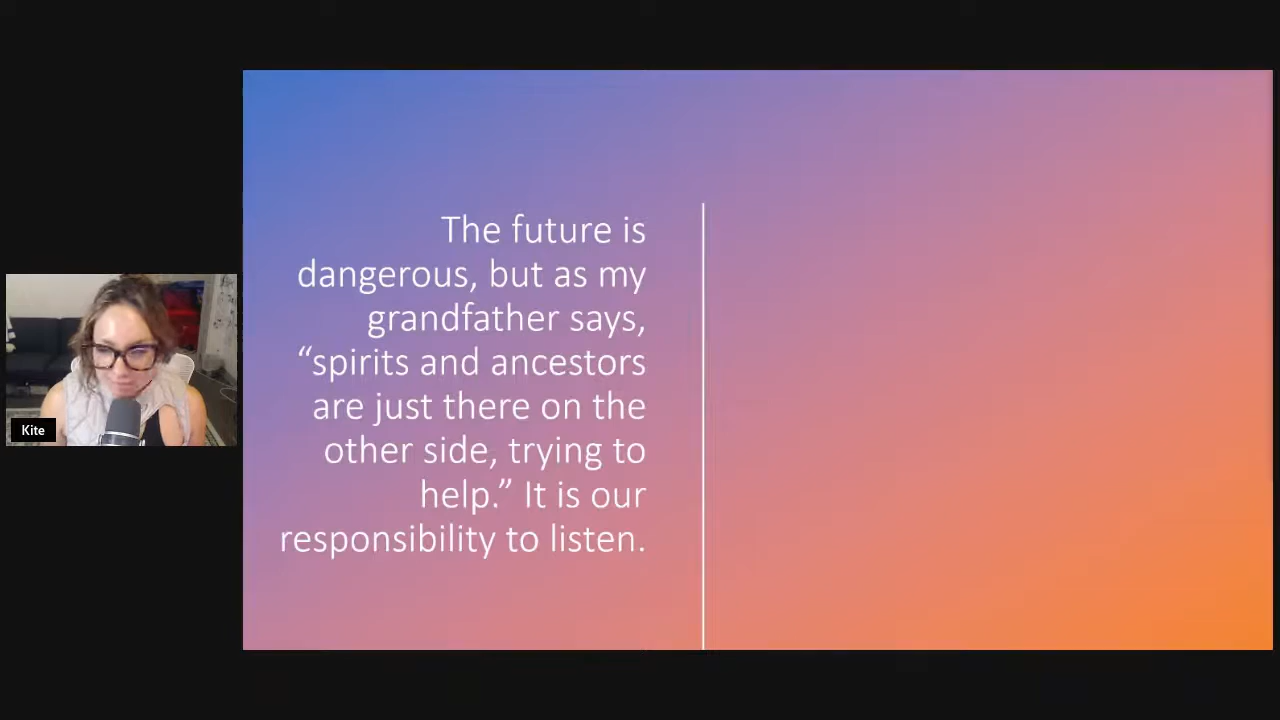 The future is
dangerous, but as my
grandfather says,
“spirits and ancestors
are just there on the
other side, trying to
help.” It is our
responsibility to listen.
Kite